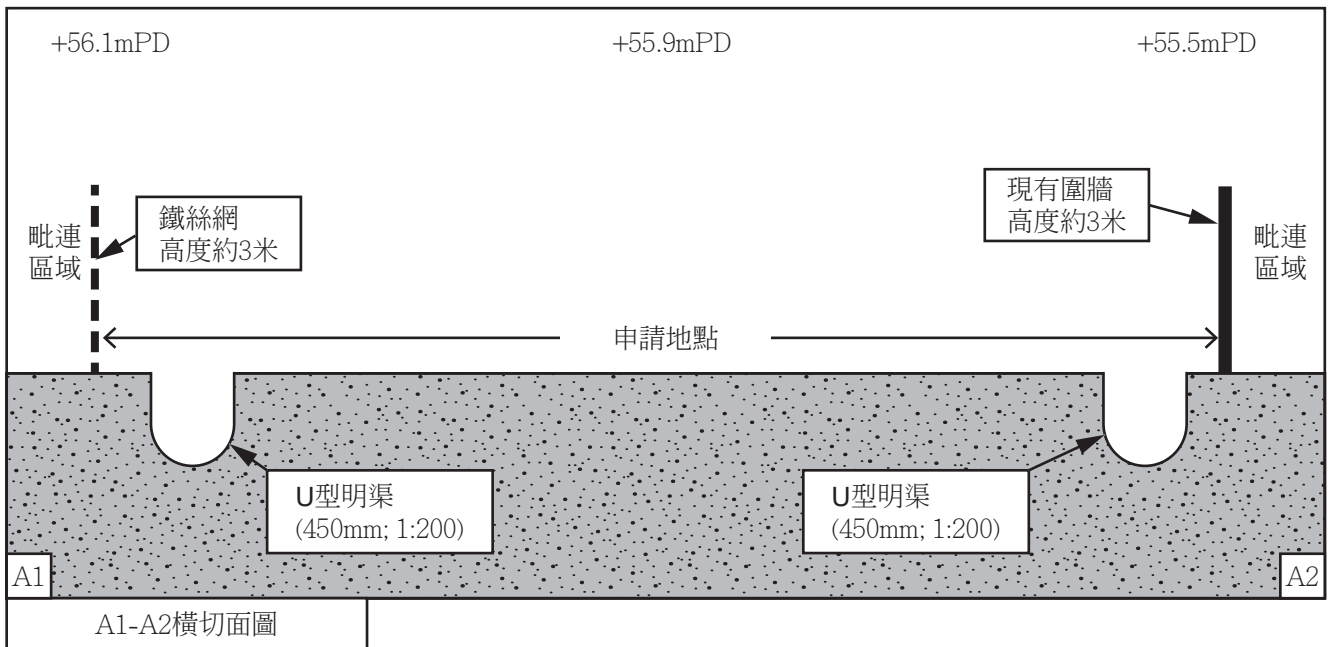 +56.1mPD
+55.9mPD
+55.5mPD
毗連
區域
鐵絲網
高度約3米
現有圍牆
高度約3米
毗連
區域
申請地點
U型明渠
(450mm; 1:200)
U型明渠
(450mm; 1:200)
A1
A2
A1-A2橫切面圖